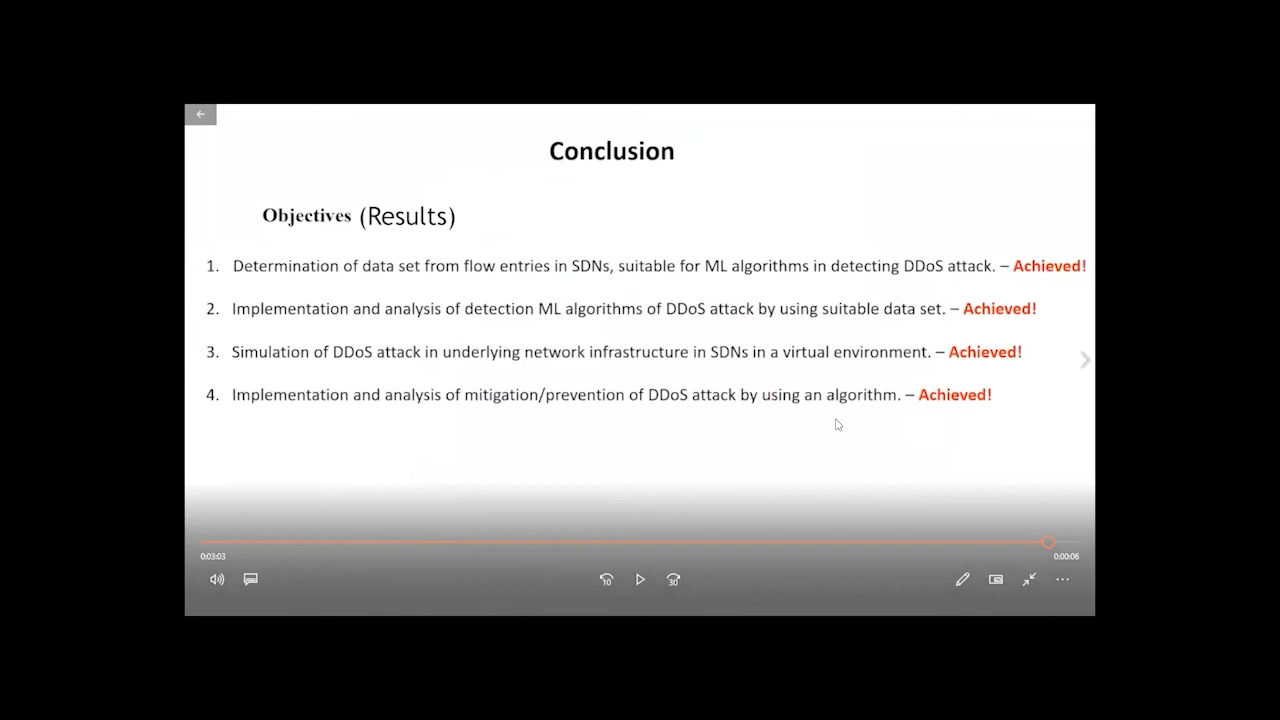 Conclusion
Objectives (Results)
1. Determination of data set from flow entries in SDNs, suitable for ML algorithms in detecting DDoS attack. – Achieved!
2. Implementation and analysis of detection ML algorithms of DDoS attack by using suitable data set. – Achieved!
3. Simulation of DDoS attack in underlying network infrastructure in SDNs in a virtual environment. – Achieved!
4. Implementation and analysis of mitigation/prevention of DDoS attack by using an algorithm. – Achieved!
0:03:03 0:00:06
10 30